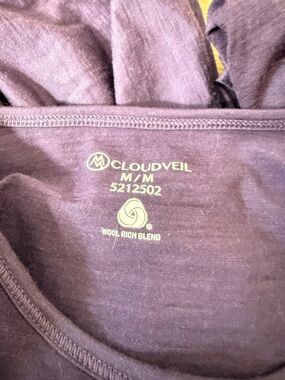 CLOUDVEIL
M/M
5212502
WOOL RICH BLEND